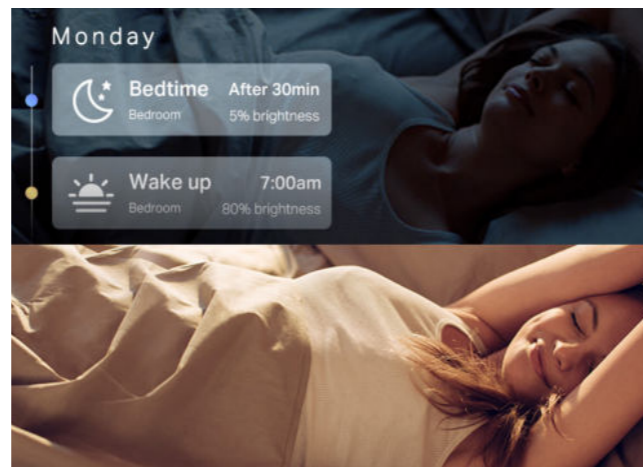 Monday
Bedtime After 30min
Bedroom 5% brightness
Wake up 7:00am
Bedroom 80% brightness